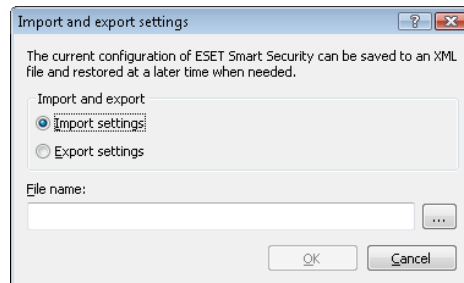 Import and export settings
The current configuration of ESET Smart Security can be saved to an XML
file and restored at a later time when needed.
Import and export
Import settings
Export settings
File name:
...
OK
Cancel